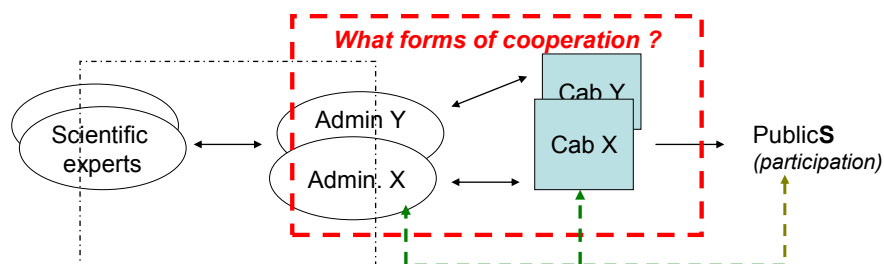 What forms of cooperation ?
Cab Y
Admin Y
Scientific
experts
Cab X
PublicS
(participation)
Admin. X